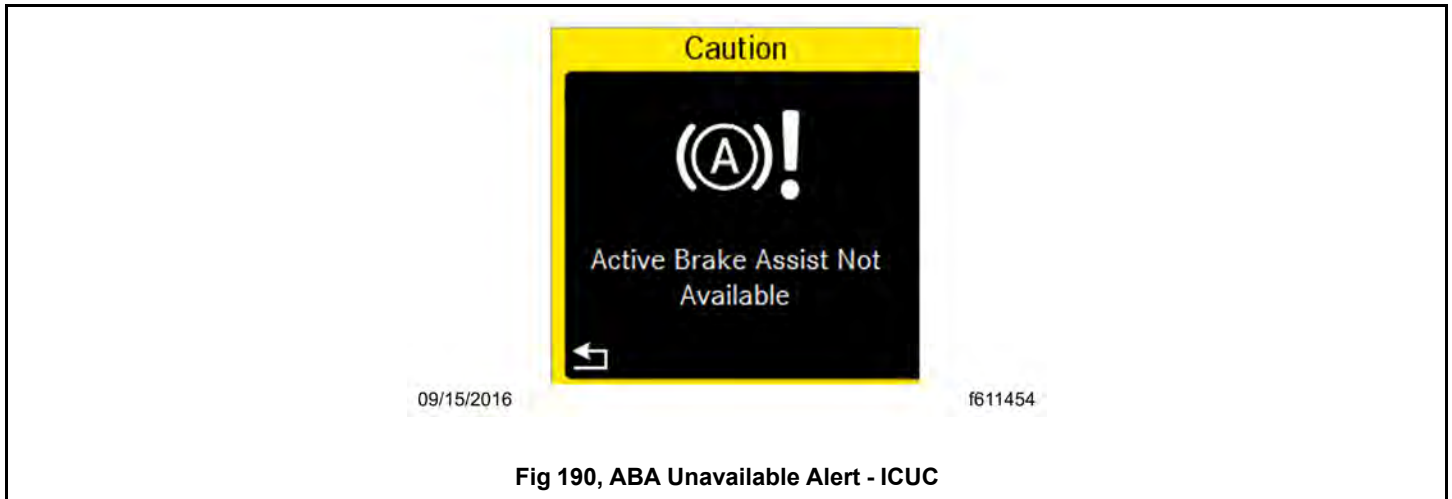 Caution
(A)!
Active Brake Assist Not
Available
09/15/2016
f611454
Fig 190, ABA Unavailable Alert - ICUC